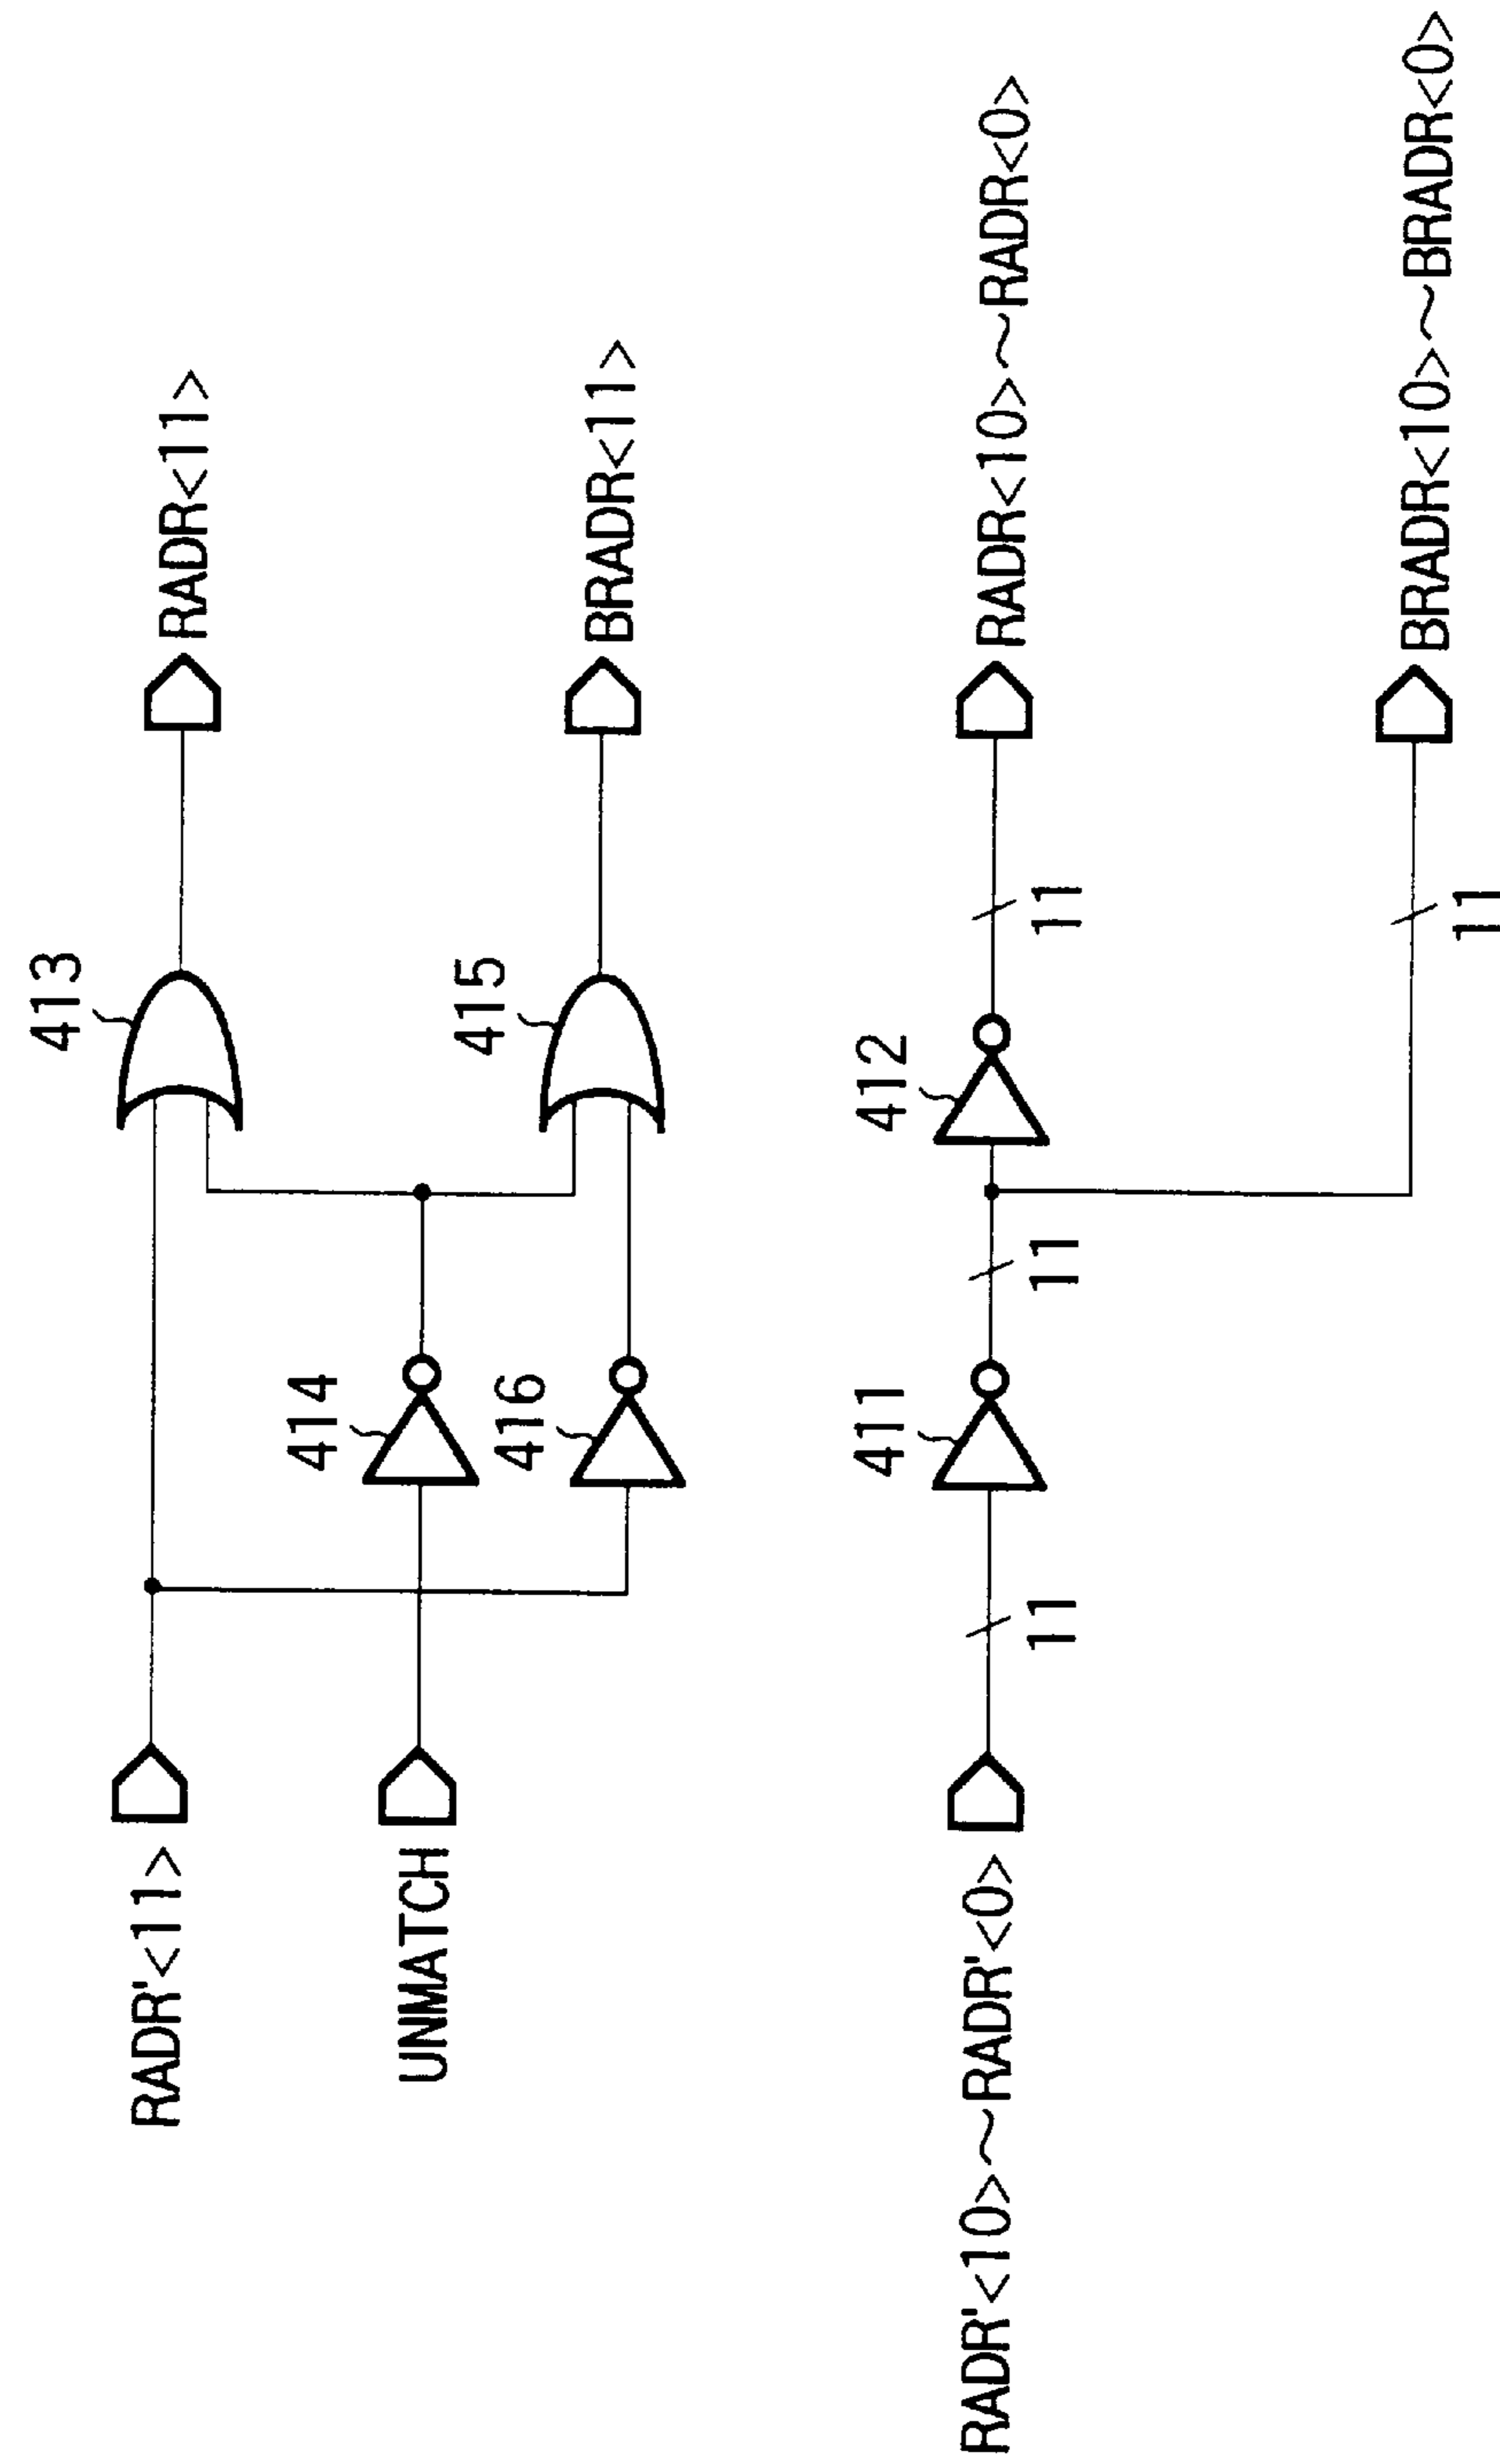 RADR'<11>
413
RADR<11>
UNMATCH
414
416
415
BRADR<11>
RADR'<10>~RADR'<0>
11
411
11
412
11
RADR<10>~RADR<0>
11
BRADR<10>~BRADR<0>